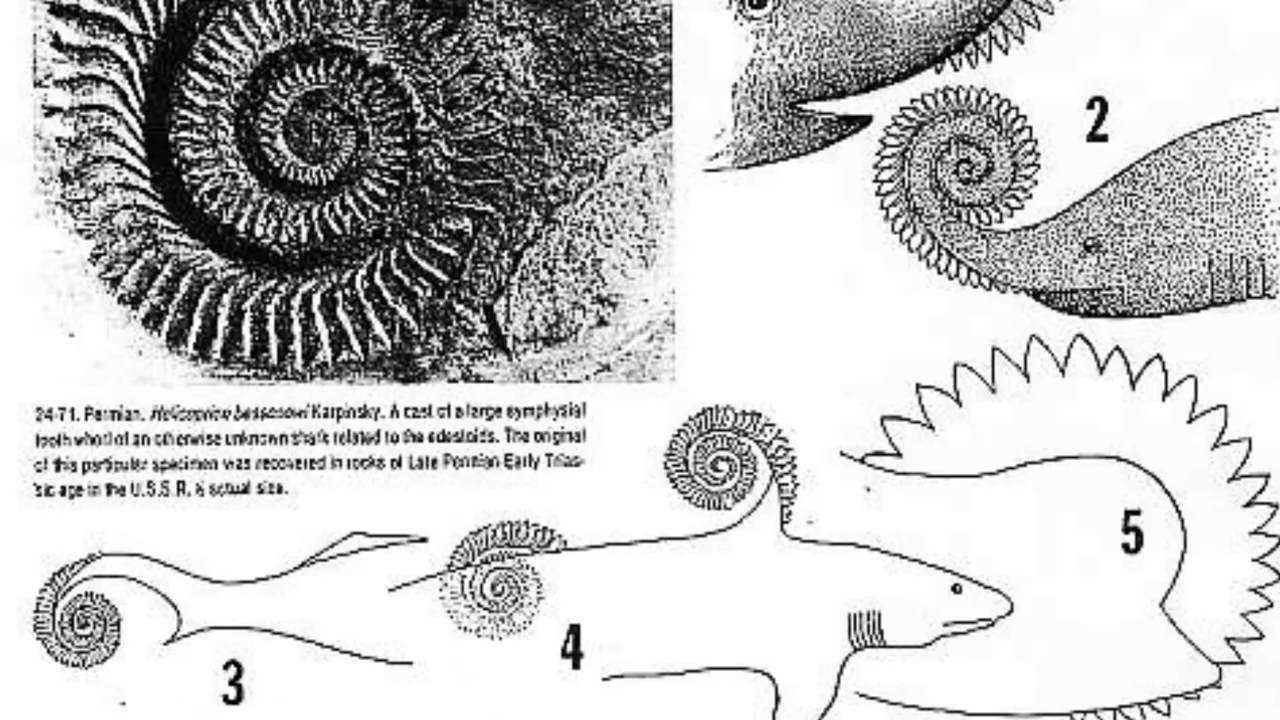 2
24-71. Permian. Helicoprion bessonowi Karpinsky. A cast of a large symphysial
tooth whorl of an otherwise unknown shark related to the edestoids. The original
of this particular specimen was recovered in rocks of Late Permian-Early Trias-
sic age in the U.S.S.R. actual size.
5
4
3